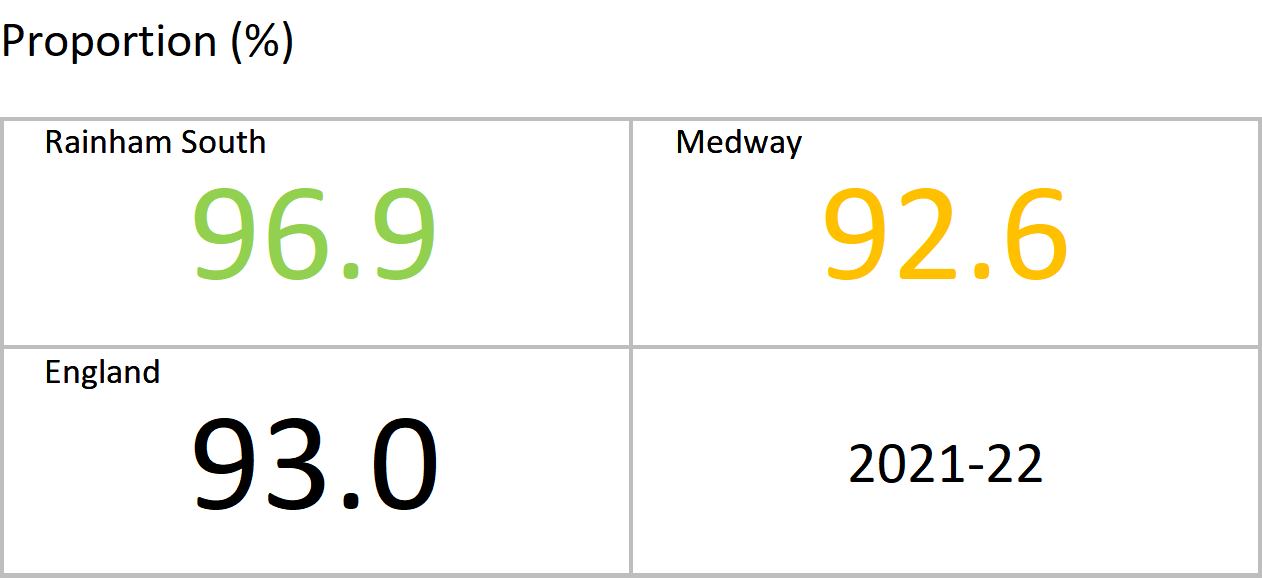 Proportion (%)
Rainham South
96.9
Medway
92.6
England
93.0
2021-22